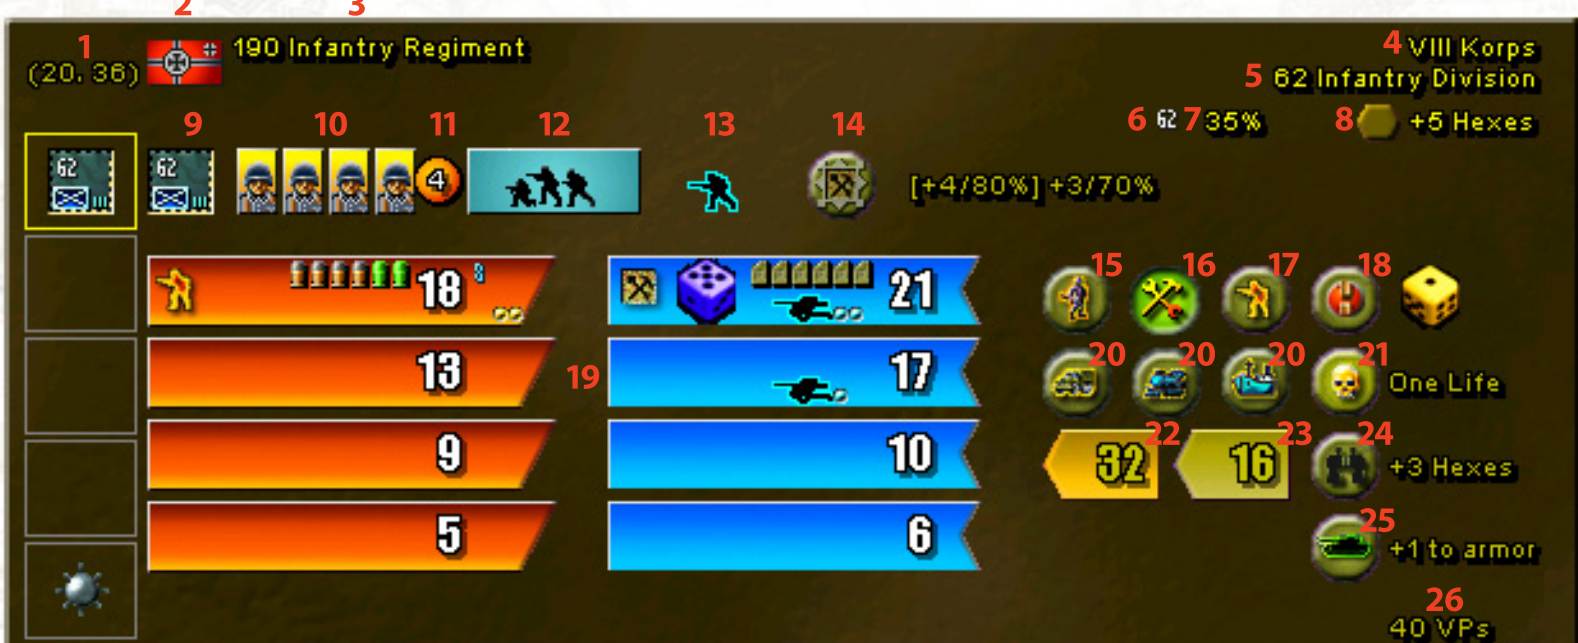 2 3
1 190 Infantry Regiment 4 VIII Korps
(20, 36) 5 62 Infantry Division
6 62 7 35% 8 +5 Hexes
9 10 11 12 13 14
62 62 4 [+4/80%] +3/70%
15 16 17 18
18 8 21
20 20 20 21
13 19 17 One Life
22 23 24
9 10 32 16 +3 Hexes
25
5 6 +1 to armor
26
40 VPs